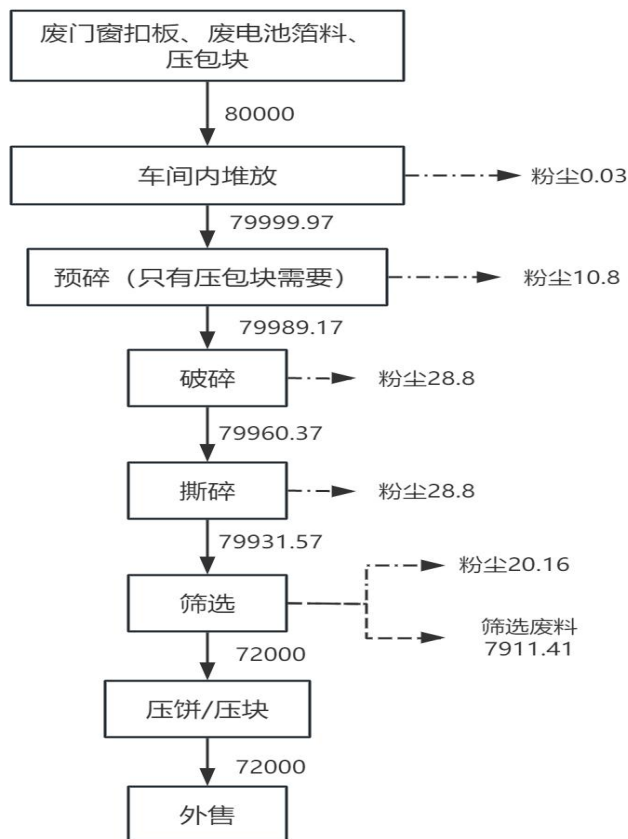 废门窗扣板、废电池箔料、
压包块
80000
车间内堆放
粉尘0.03
79999.97
预碎（只有压包块需要）
粉尘10.8
79989.17
破碎
粉尘28.8
79960.37
撕碎
粉尘28.8
79931.57
粉尘20.16
筛选
筛选废料
7911.41
72000
压饼/压块
72000
外售